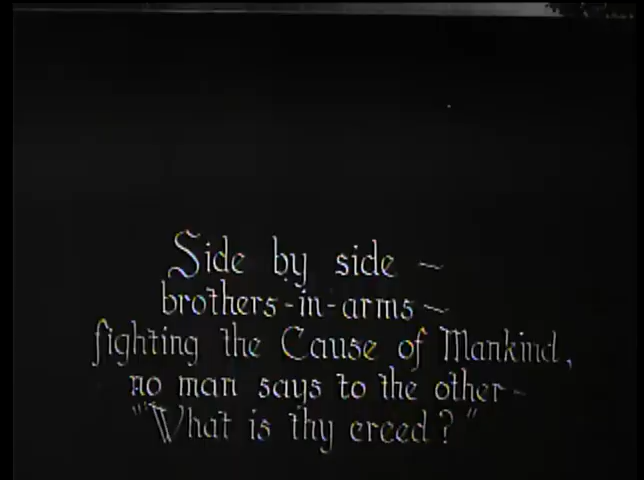 Side by side ~
brothers-in-arms ~
fighting the Cause of Mankind,
no man says to the other -
"What is thy creed?"